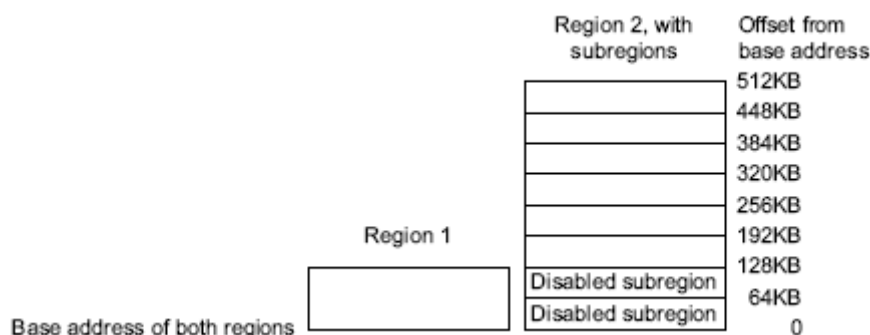 Region 2, with
subregions
Offset from
base address
512KB
448KB
384KB
320KB
256KB
Region 1
192KB
128KB
Disabled subregion
64KB
Disabled subregion
Base address of both regions
0